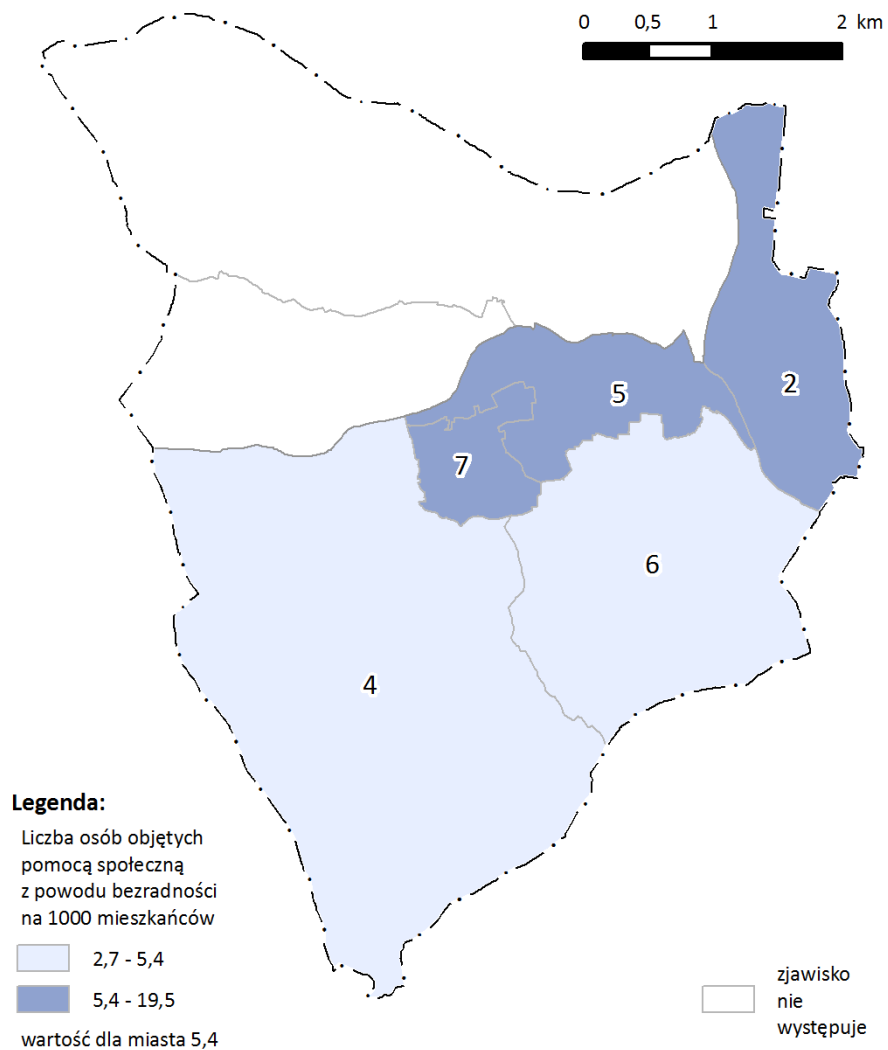 0 0,5 1 2 km
2
5
7
6
4
Legenda:
Liczba osób objętych
pomocą społeczną
z powodu bezradności
na 1000 mieszkańców
2,7 - 5,4
5,4 - 19,5
wartość dla miasta 5,4
zjawisko
nie
występuje